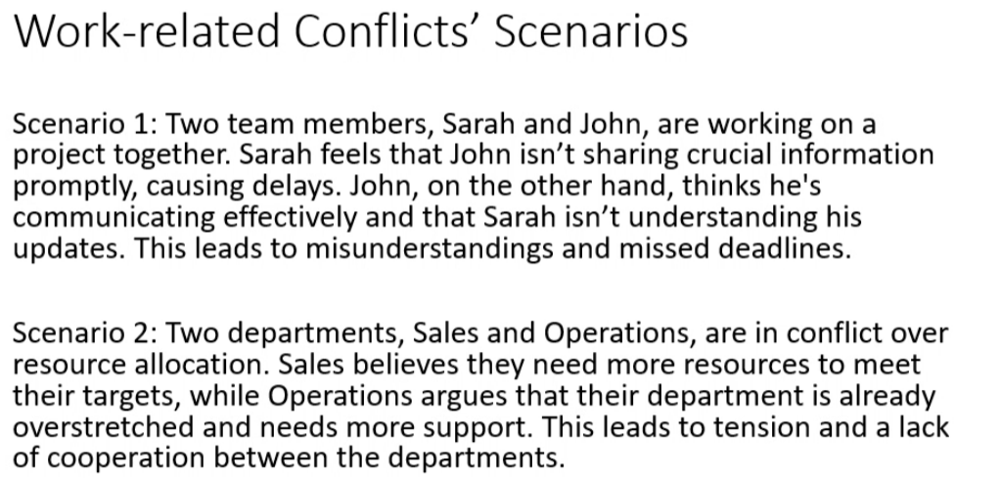 Work-related Conflicts’ Scenarios
Scenario 1: Two team members, Sarah and John, are working on a
project together. Sarah feels that John isn’t sharing crucial information
promptly, causing delays. John, on the other hand, thinks he's
communicating effectively and that Sarah isn’t understanding his
updates. This leads to misunderstandings and missed deadlines.
Scenario 2: Two departments, Sales and Operations, are in conflict over
resource allocation. Sales believes they need more resources to meet
their targets, while Operations argues that their department is already
overstretched and needs more support. This leads to tension and a lack
of cooperation between the departments.